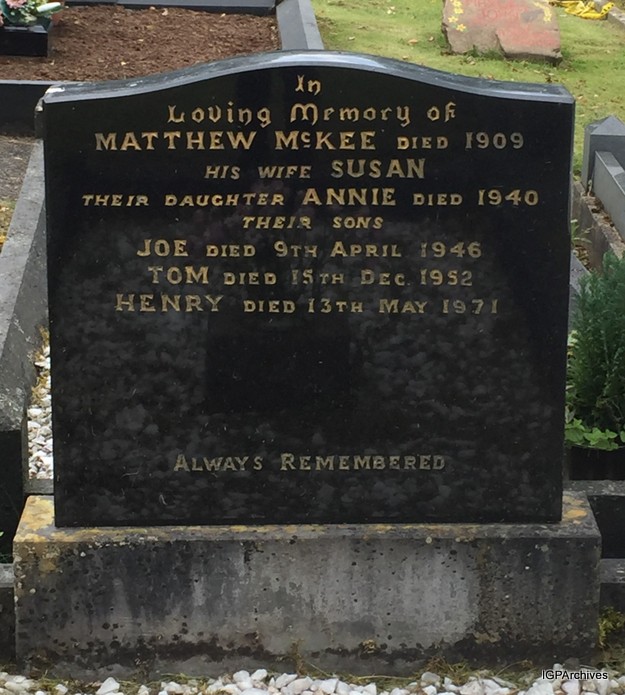 In
Loving Memory of
MATTHEW McKEE DIED 1909
HIS WIFE SUSAN
THEIR DAUGHTER ANNIE DIED 1940
THEIR SONS
JOE DIED 9TH APRIL 1946
TOM DIED 15TH DEC. 1952
HENRY DIED 13TH MAY 1971
ALWAYS REMEMBERED
IGPArchives